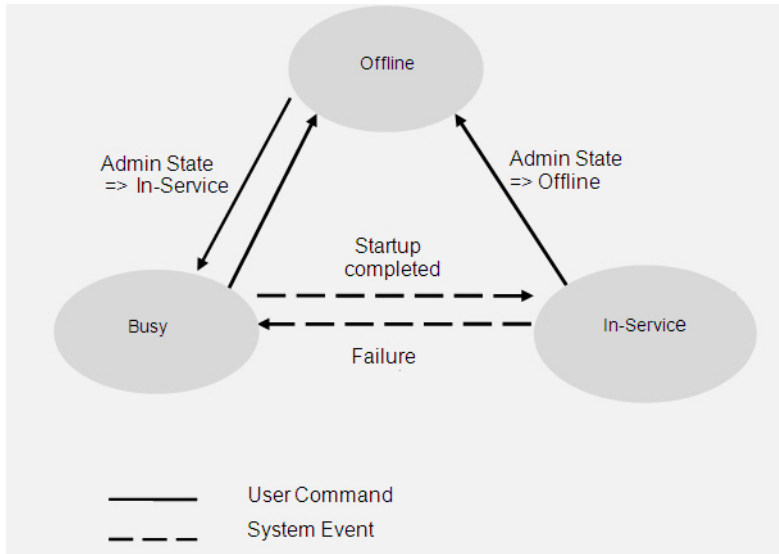 Offline
Admin State
=> In-Service
Admin State
=> Offline
Startup
completed
Busy
In-Service
Failure
User Command
System Event